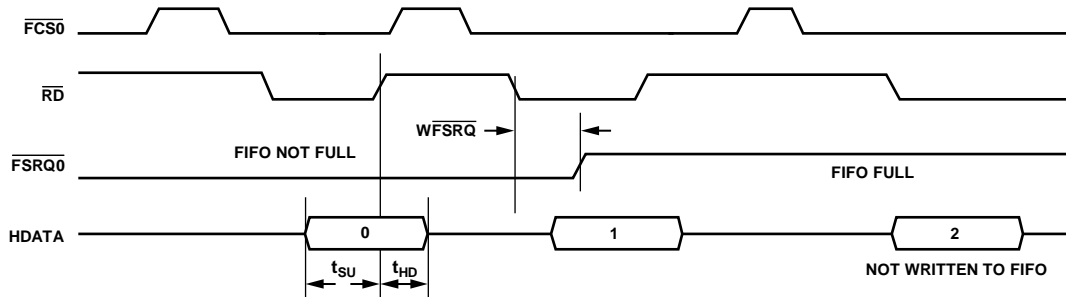 FCS0
RD
WFSRQ
FSRQ0
FIFO NOT FULL
FIFO FULL
HDATA
0
1
2
tSU
tHD
NOT WRITTEN TO FIFO